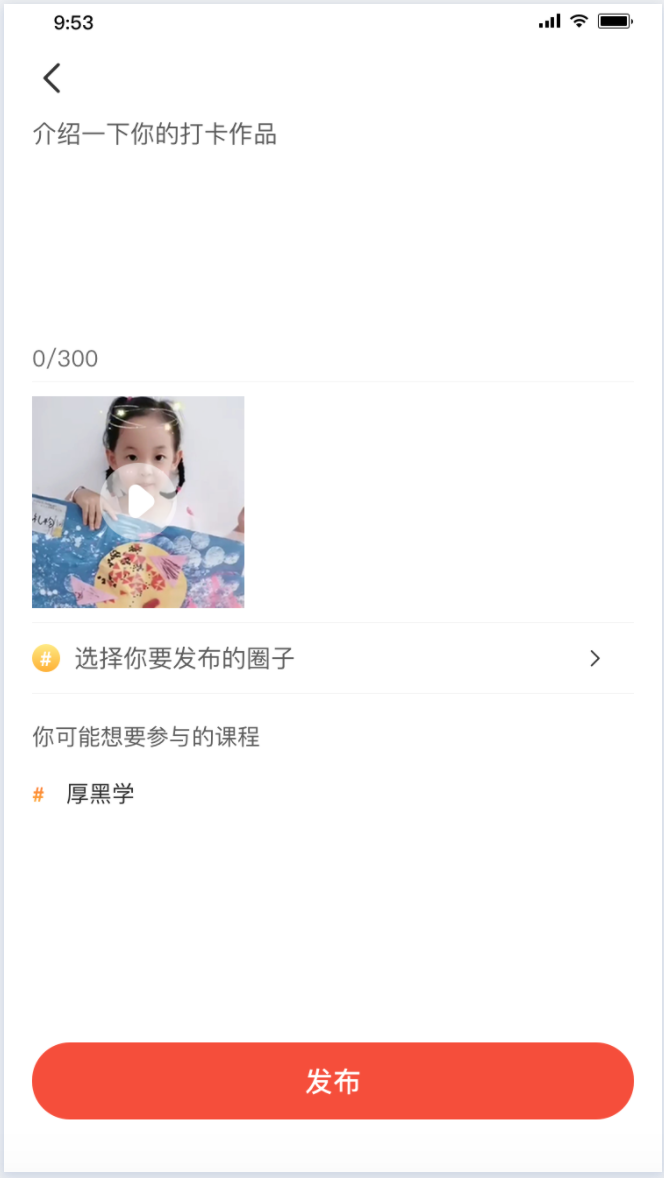 9:53
介绍一下你的打卡作品
0/300
# 选择你要发布的圈子
你可能想要参与的课程
# 厚黑学
发布